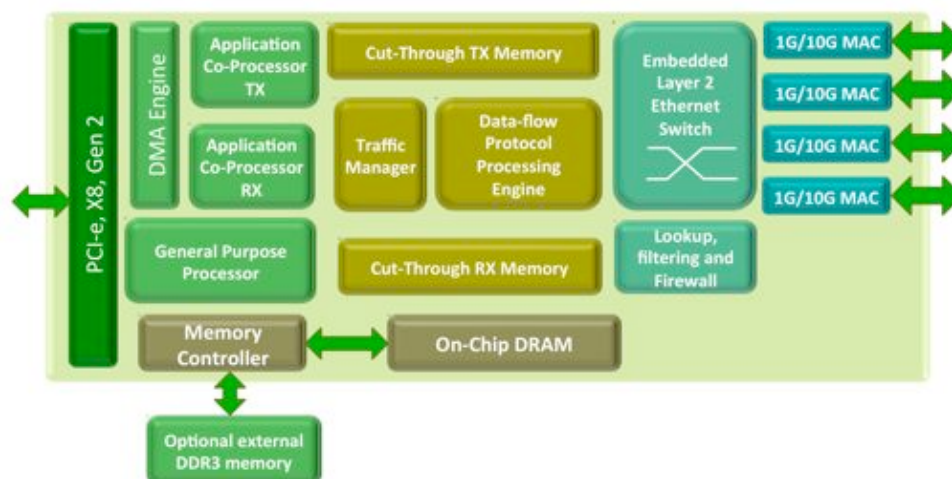 PCI-e, X8, Gen 2
DMA Engine
Application
Co-Processor
TX
Application
Co-Processor
RX
General Purpose
Processor
Cut-Through TX Memory
Traffic
Manager
Data-flow
Protocol
Processing
Engine
Cut-Through RX Memory
Embedded
Layer 2
Ethernet
Switch
Lookup,
filtering and
Firewall
1G/10G MAC
1G/10G MAC
1G/10G MAC
1G/10G MAC
Memory
Controller
On-Chip DRAM
Optional external
DDR3 memory